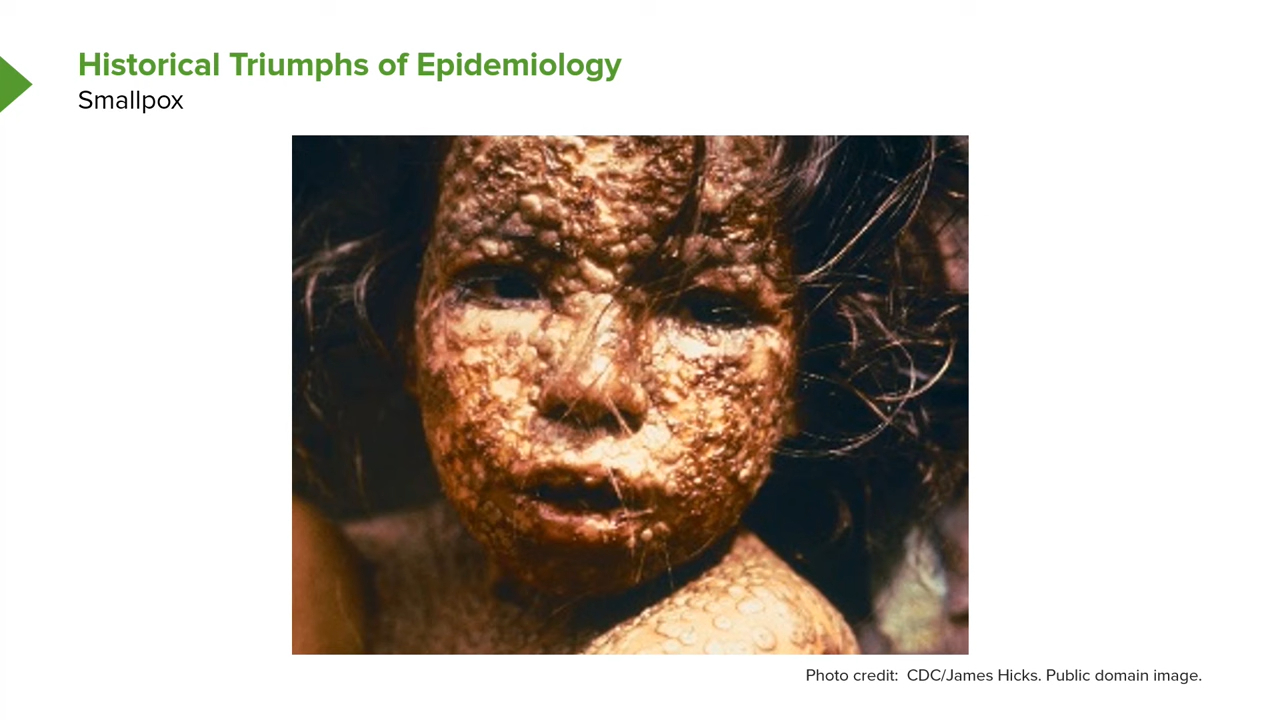 Historical Triumphs of Epidemiology
Smallpox
Photo credit:  CDC/James Hicks. Public domain image.